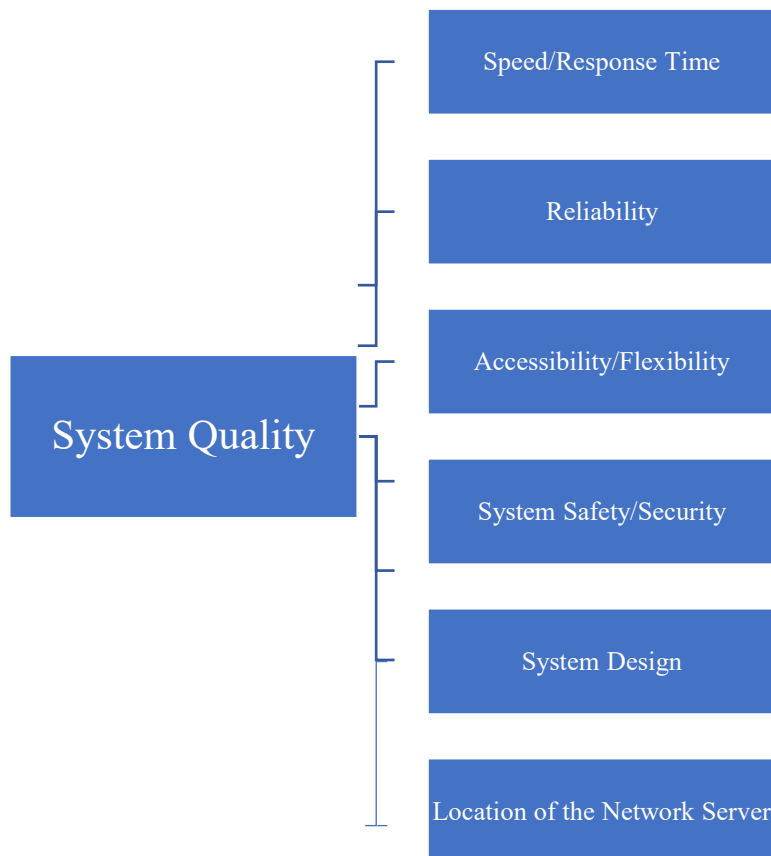 Speed/Response Time
Reliability
Accessibility/Flexibility
System Quality
System Safety/Security
System Design
Location of the Network Server